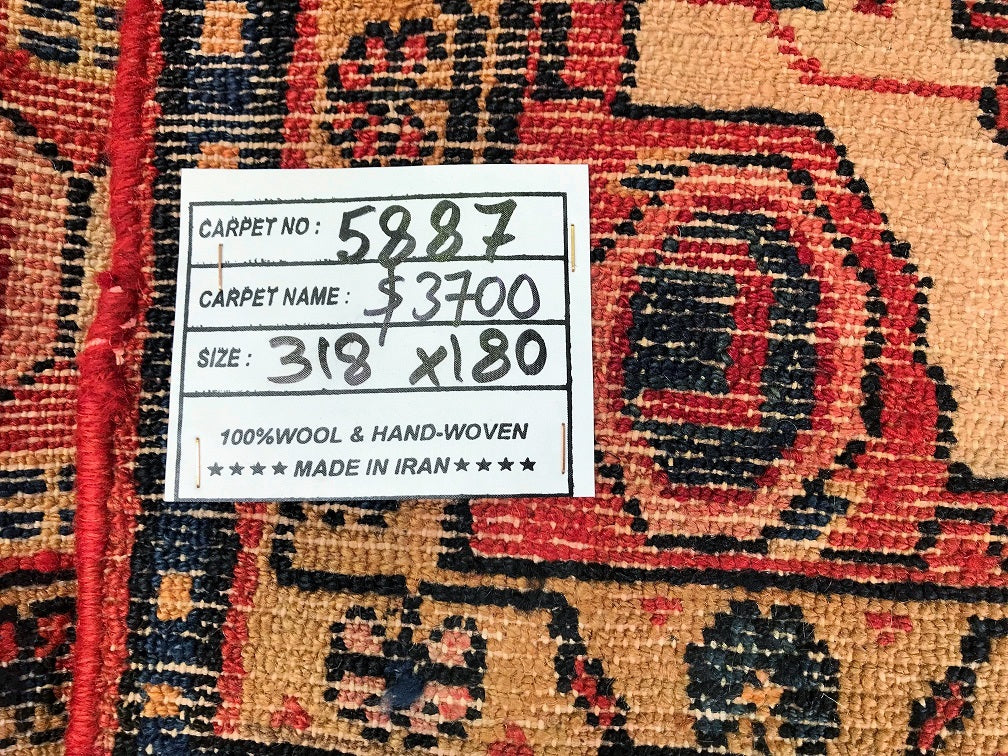 CARPET NO : 5887
CARPET NAME : $3700
SIZE : 318 x180
100%WOOL & HAND-WOVEN
★★★★ MADE IN IRAN ★★★★